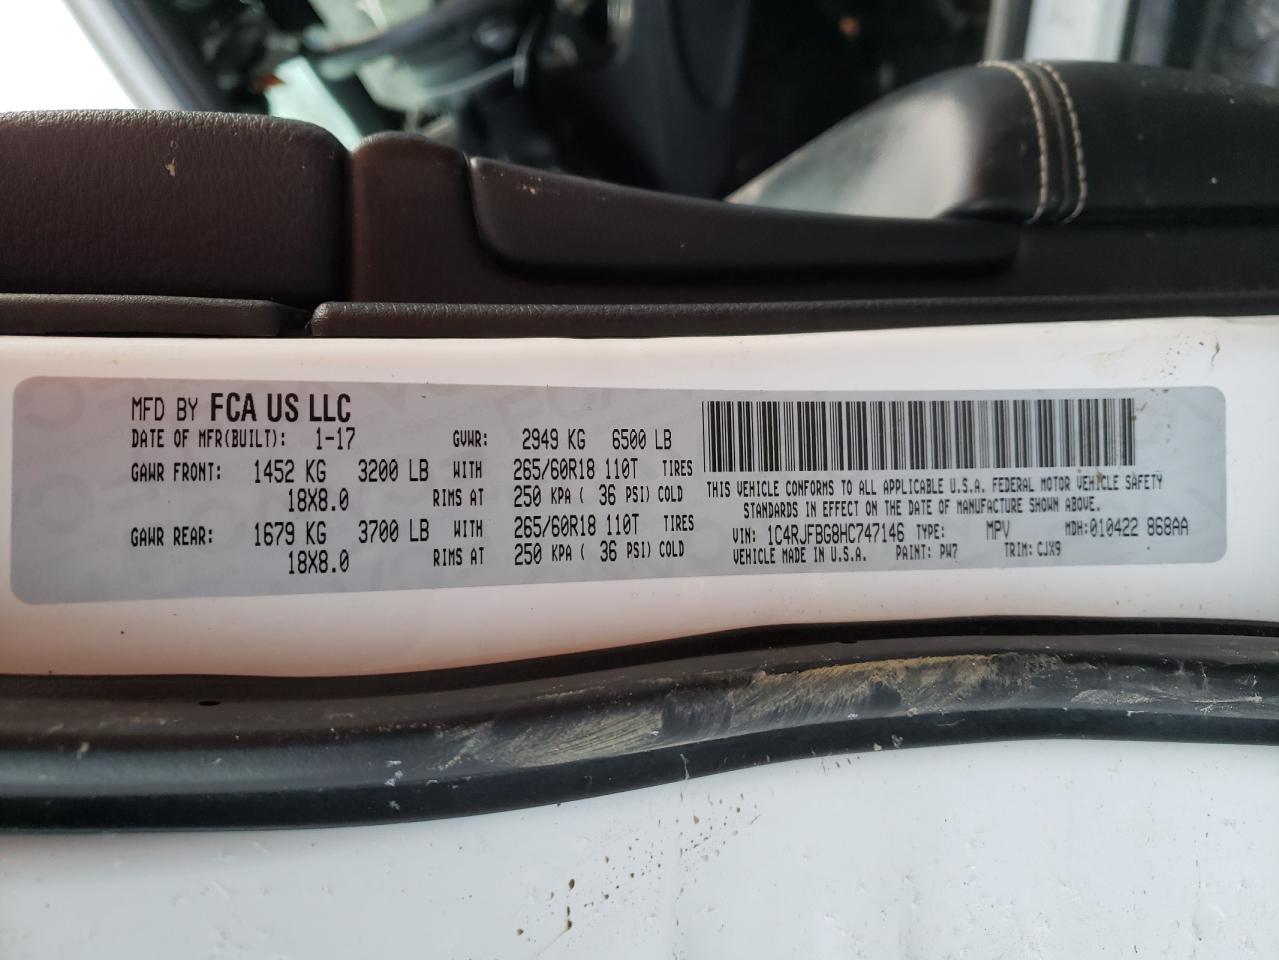 MFD BY FCA US LLC
DATE OF MFR(BUILT): 1-17 GVWR: 2949 KG 6500 LB
GAWR FRONT: 1452 KG 3200 LB WITH 265/60R18 110T TIRES
18X8.0 RIMS AT 250 KPA ( 36 PSI) COLD
GAWR REAR: 1679 KG 3700 LB WITH 265/60R18 110T TIRES
18X8.0 RIMS AT 250 KPA ( 36 PSI) COLD
THIS VEHICLE CONFORMS TO ALL APPLICABLE U.S.A. FEDERAL MOTOR VEHICLE SAFETY
STANDARDS IN EFFECT ON THE DATE OF MANUFACTURE SHOWN ABOVE.
VIN: 1C4RJFBG8HC747146 TYPE: MPV MDH:010422 868AA
VEHICLE MADE IN U.S.A. PAINT: PW7 TRIM: CJX9